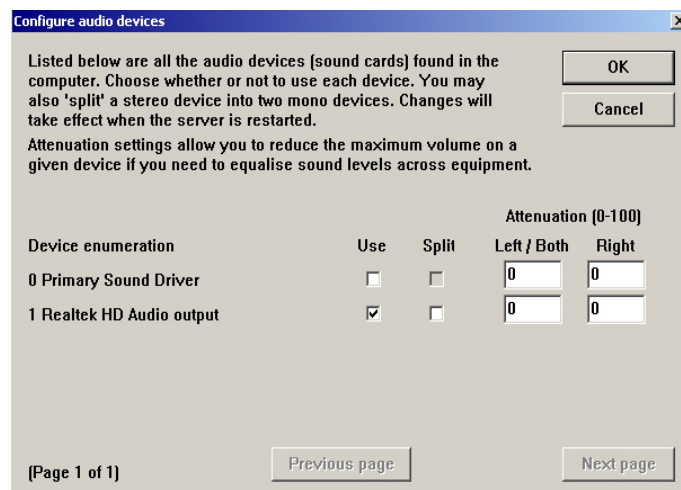 Configure audio devices
Listed below are all the audio devices (sound cards) found in the
computer. Choose whether or not to use each device. You may
also 'split' a stereo device into two mono devices. Changes will
take effect when the server is restarted.
Attenuation settings allow you to reduce the maximum volume on a
given device if you need to equalise sound levels across equipment.
OK
Cancel
Attenuation (0-100)
Device enumeration Use Split Left / Both Right
0 Primary Sound Driver 0 0
1 Realtek HD Audio output 0 0
(Page 1 of 1) Previous page Next page